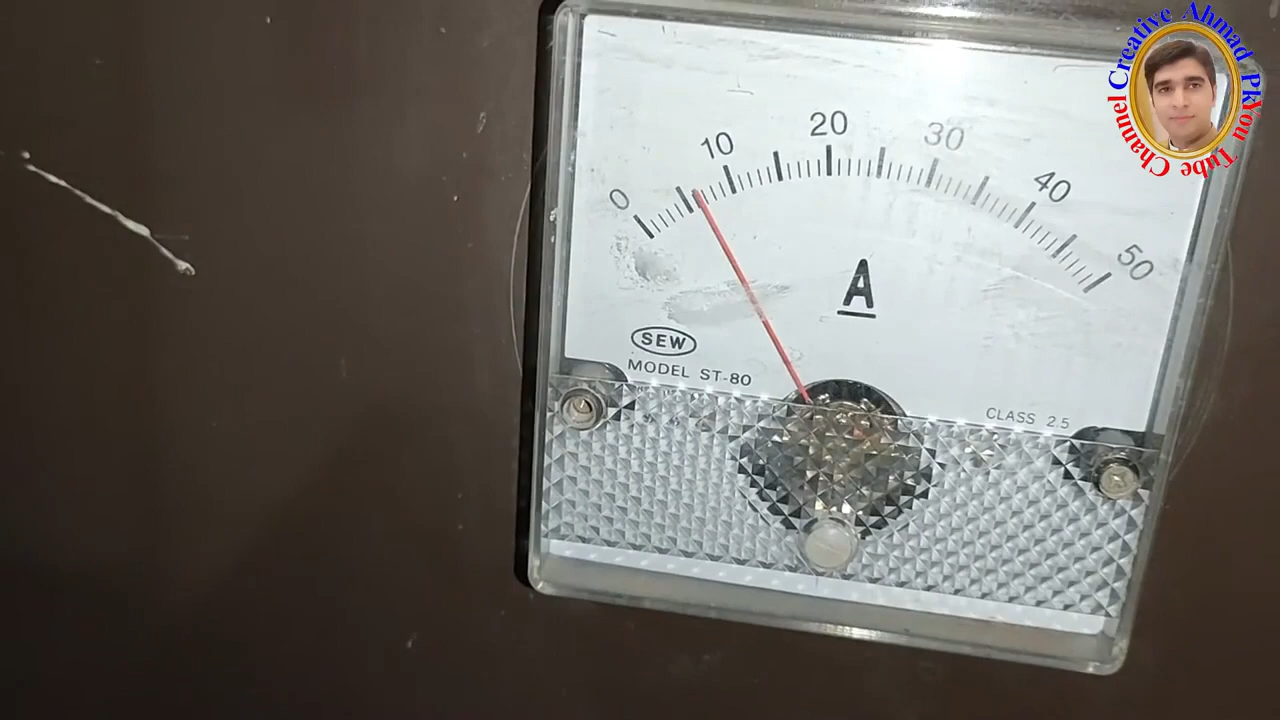 Creative Ahmad Pk
You Tube Channel
0 10 20 30 40 50
A
SEW
MODEL ST-80
CLASS 2.5